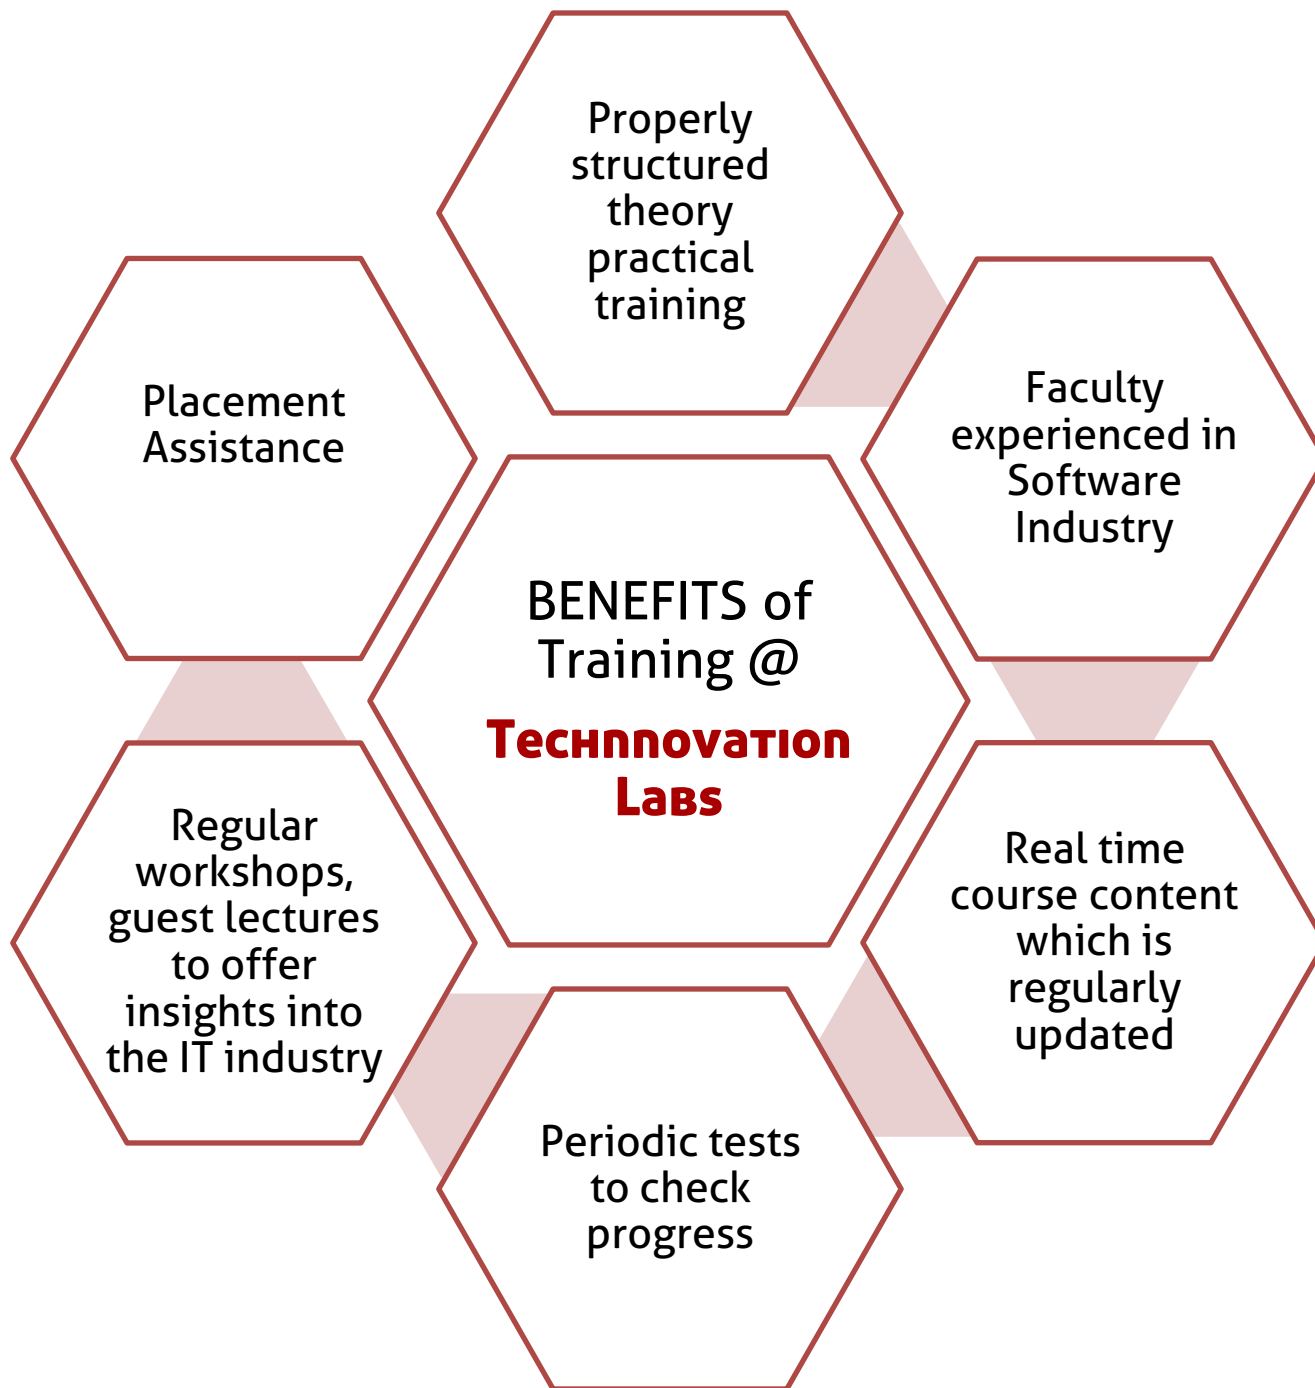 Properly
structured
theory
practical
training
Faculty
experienced in
Software
Industry
Placement
Assistance
BENEFITS of
Training @
Technnovation
Labs
Real time
course content
which is
regularly
updated
Regular
workshops,
guest lectures
to offer
insights into
the IT industry
Periodic tests
to check
progress